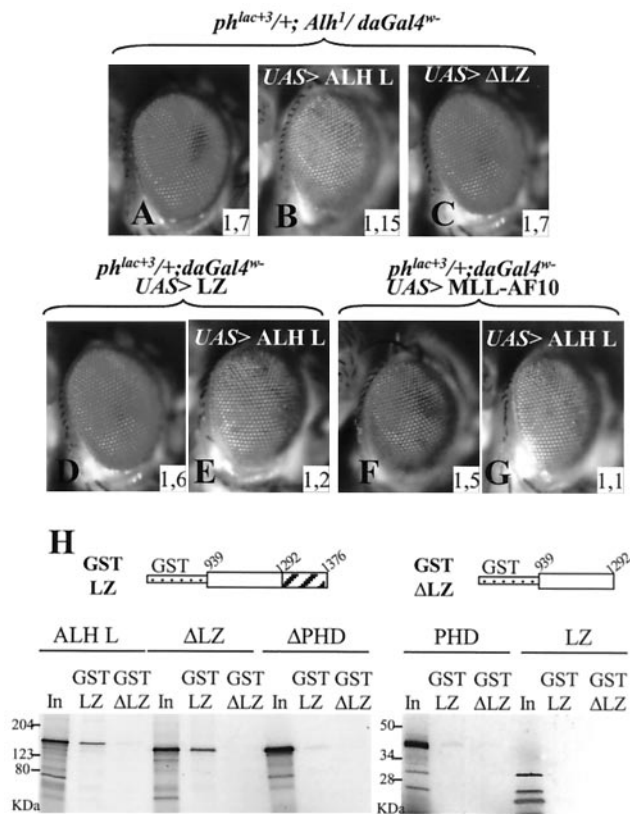 ph^lac+3/+; Alh^1/ daGal4^w-
UAS> ALH L
UAS> ΔLZ
A
1,7
B
1,15
C
1,7
ph^lac+3/+;daGal4^w-
UAS> LZ
ph^lac+3/+;daGal4^w-
UAS> MLL-AF10
UAS> ALH L
UAS> ALH L
D
1,6
E
1,2
F
1,5
G
1,1
H
GST
LZ
GST
939
1292
1376
GST
ΔLZ
GST
939
1292
ALH L
ΔLZ
ΔPHD
PHD
LZ
GST GST
In LZ ΔLZ
GST GST
In LZ ΔLZ
GST GST
In LZ ΔLZ
GST GST
In LZ ΔLZ
GST GST
In LZ ΔLZ
204
123
80
KDa
50
34
28
KDa